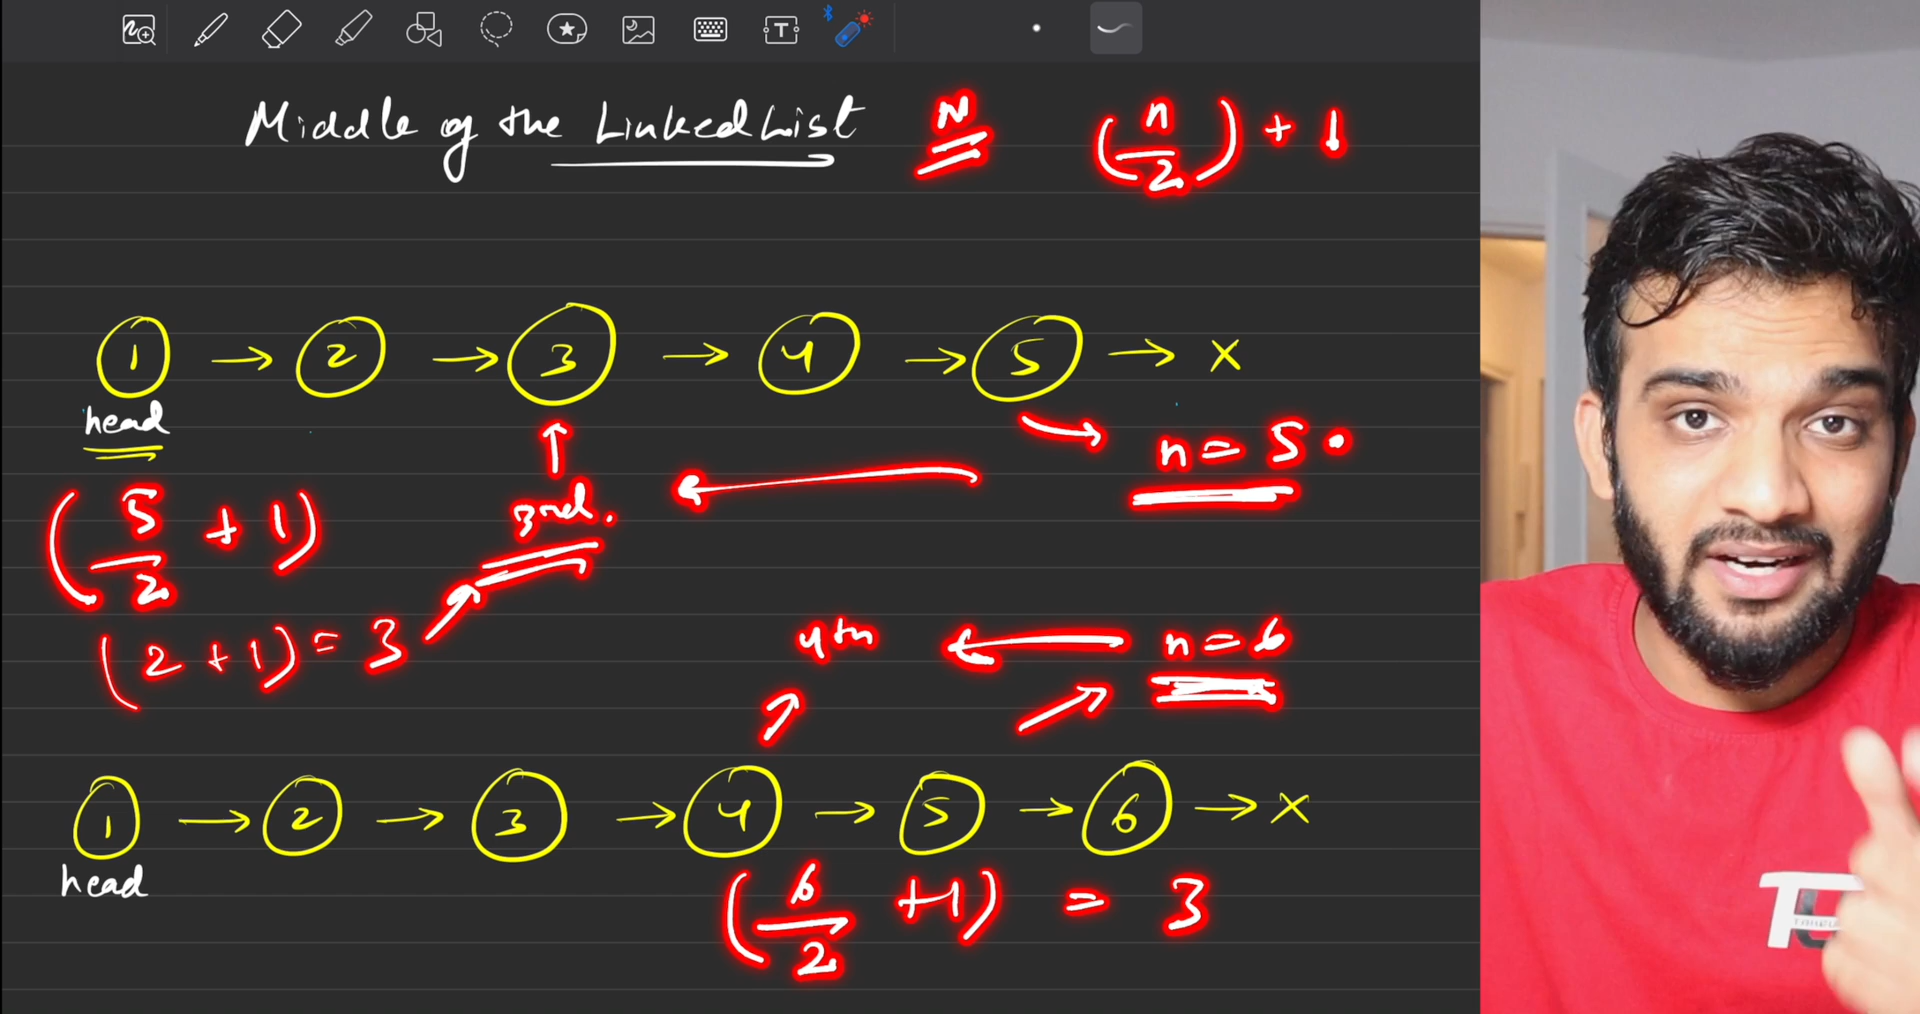 Middle of the LinkedList N (n/2) + 1
1 → 2 → 3 → 4 → 5 → x
head
n = 5
(5/2 + 1)
3rd.
(2 + 1) = 3
4th n = 6
1 → 2 → 3 → 4 → 5 → 6 → x
head
(6/2 + 1) = 3